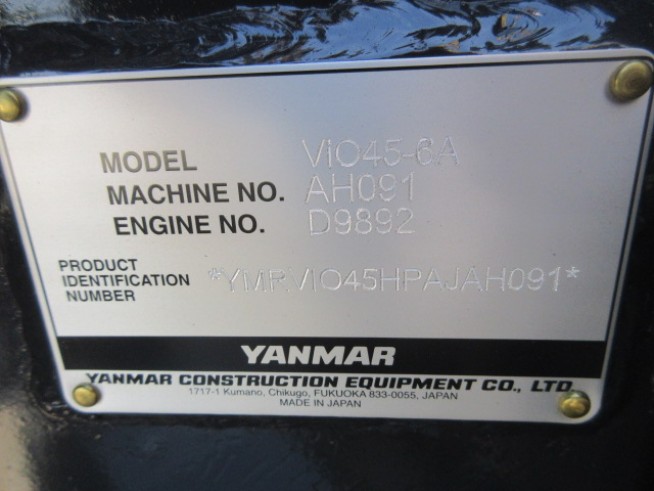 MODEL ViO45-6A
MACHINE NO. AH091
ENGINE NO. D9892
PRODUCT
IDENTIFICATION
NUMBER
*YMRVIO45HPAJAH091*
YANMAR
YANMAR CONSTRUCTION EQUIPMENT CO., LTD.
1717-1 Kumano, Chikugo, FUKUOKA 833-0055, JAPAN
MADE IN JAPAN